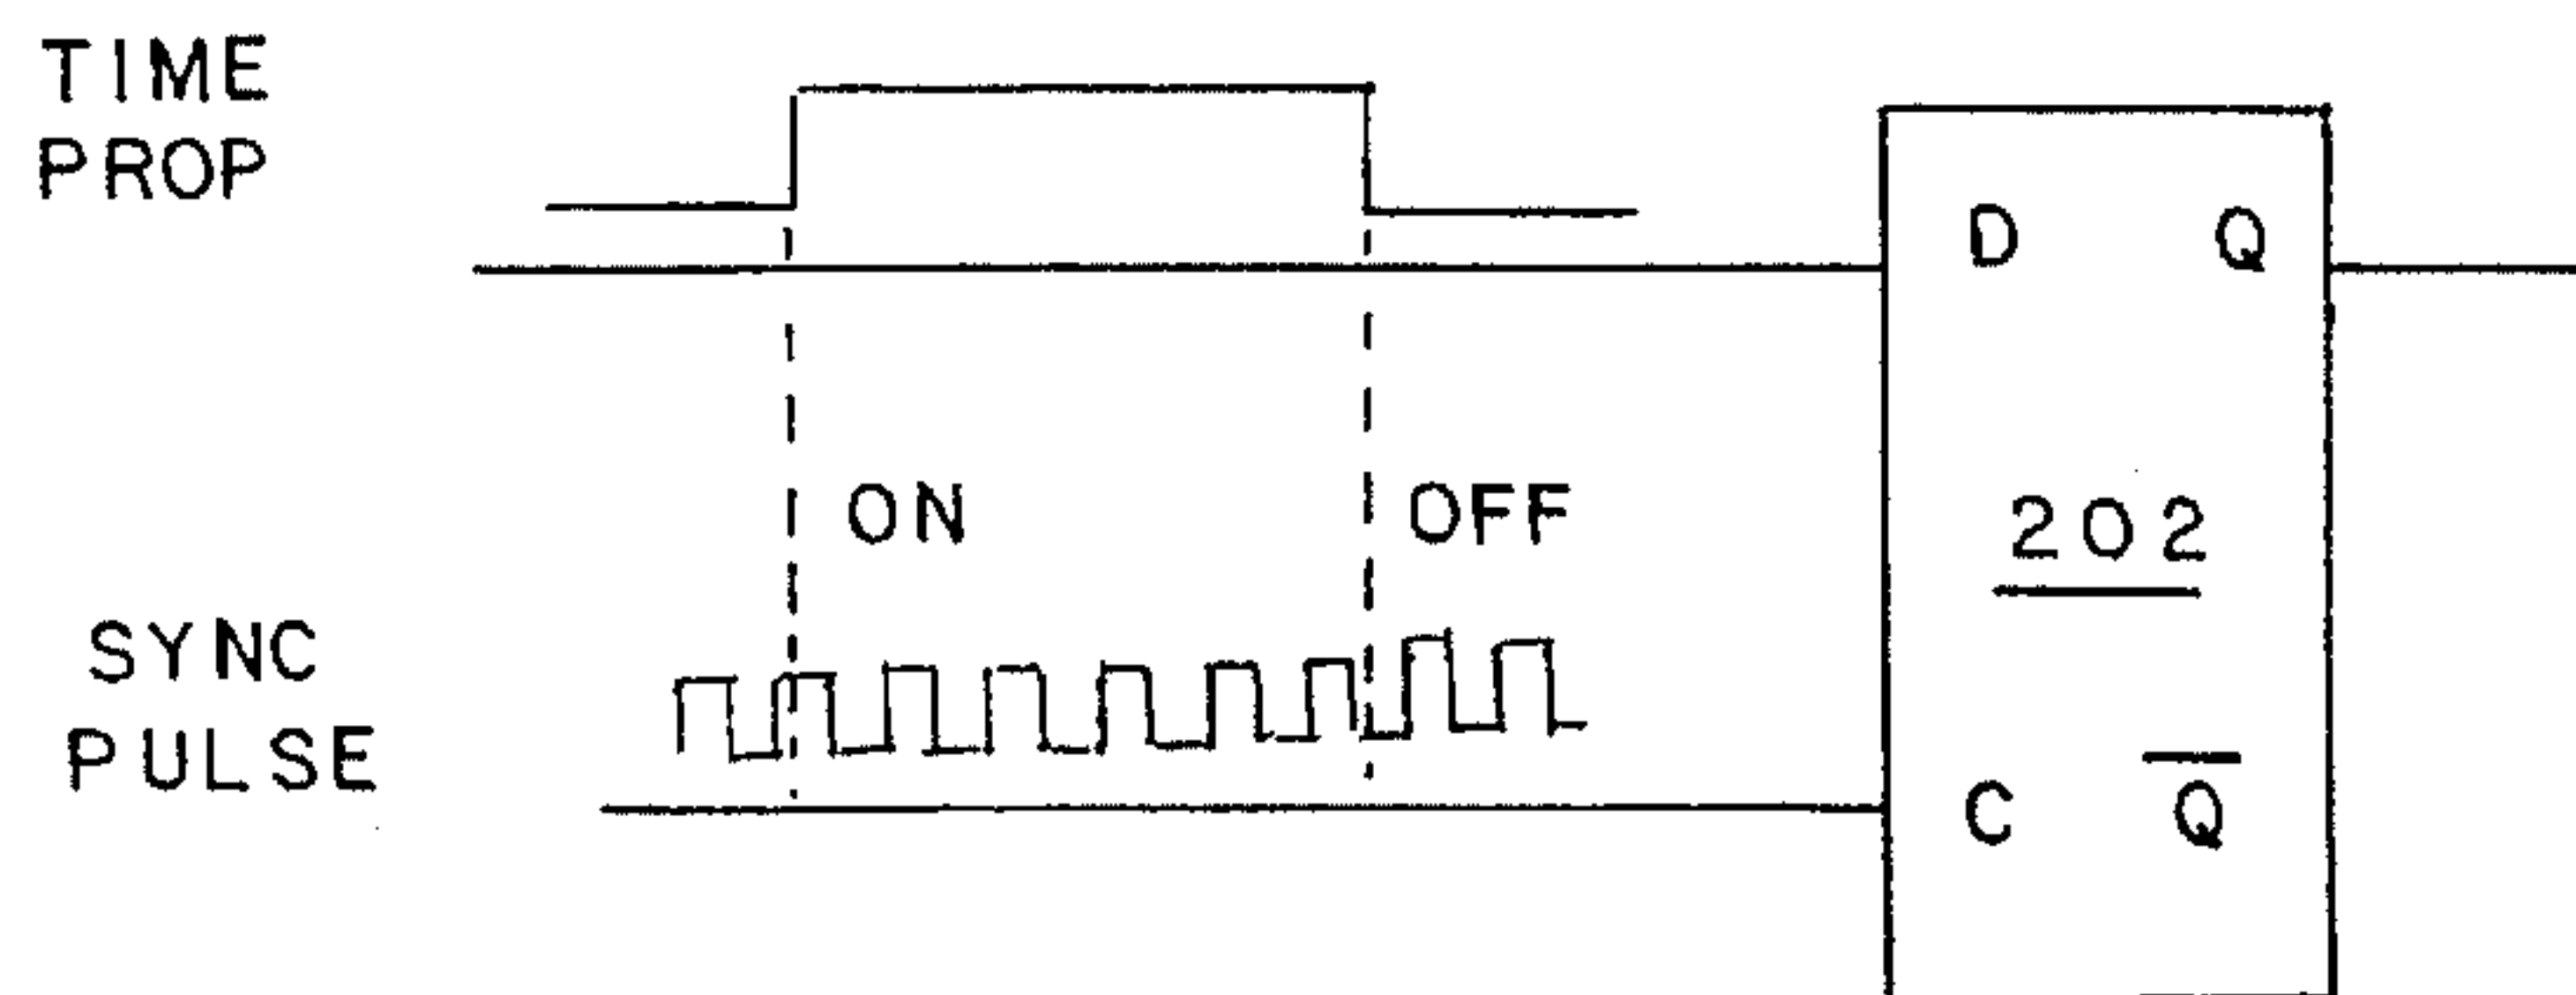 TIME
PROP
D Q
ON OFF
202
SYNC
PULSE
C Q̅